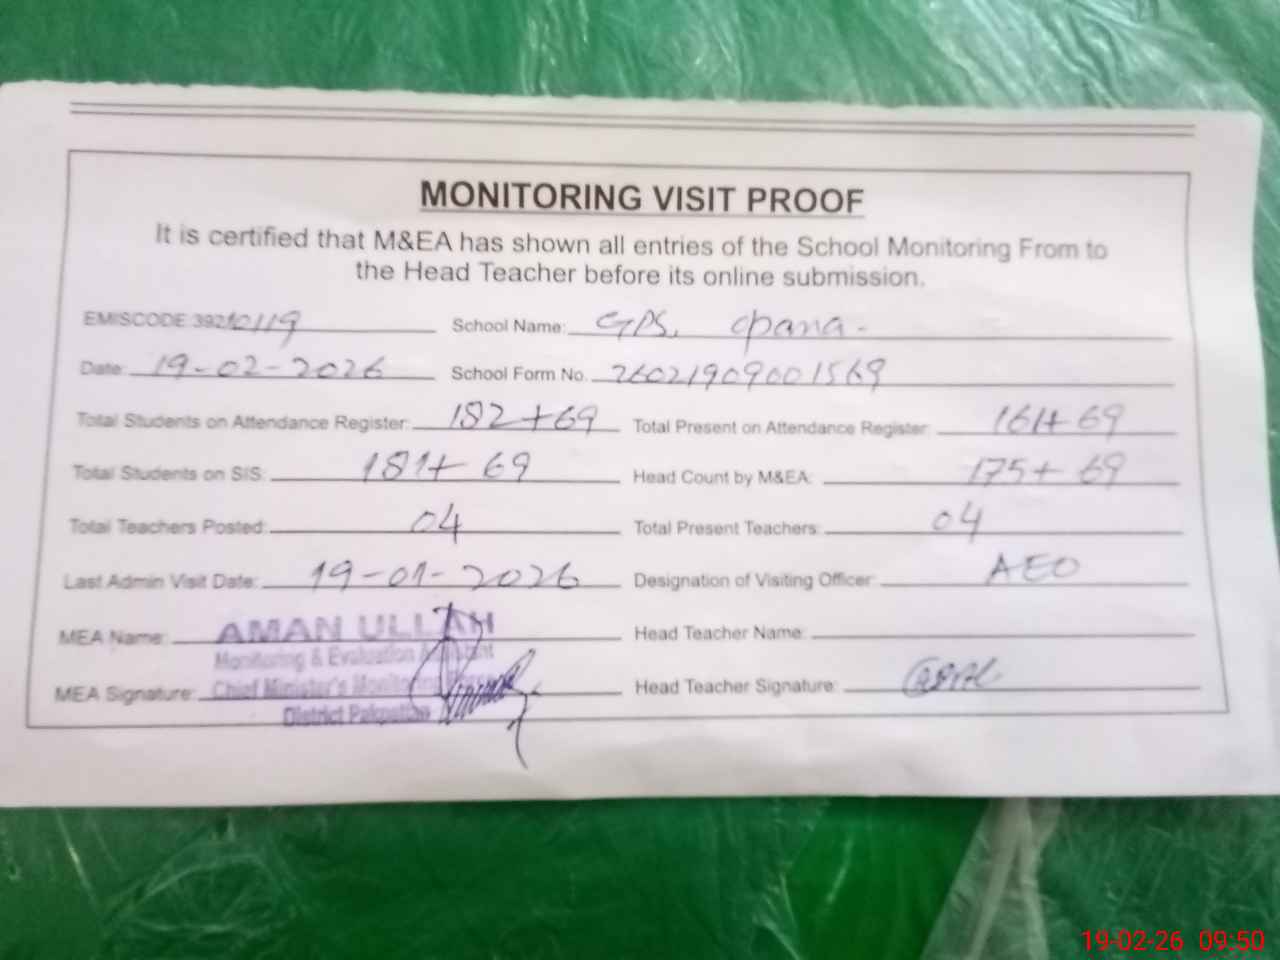 MONITORING VISIT PROOF
It is certified that M&EA has shown all entries of the School Monitoring From to
the Head Teacher before its online submission.
EMISCODE 39210119 School Name: GPS. Chana.
Date: 19-02-2026 School Form No. 26021909001569
Total Students on Attendance Register: 182+69 Total Present on Attendance Register: 161+69
Total Students on SIS: 181+69 Head Count by M&EA: 175+69
Total Teachers Posted: 04 Total Present Teachers: 04
Last Admin Visit Date: 19-01-2026 Designation of Visiting Officer: AEO
MEA Name: AMAN ULLAH Head Teacher Name:
Monitoring & Evaluation Assistant
MEA Signature: Chief Minister's Monitoring Head Teacher Signature:
District Pakpattan
19-02-26 09:50